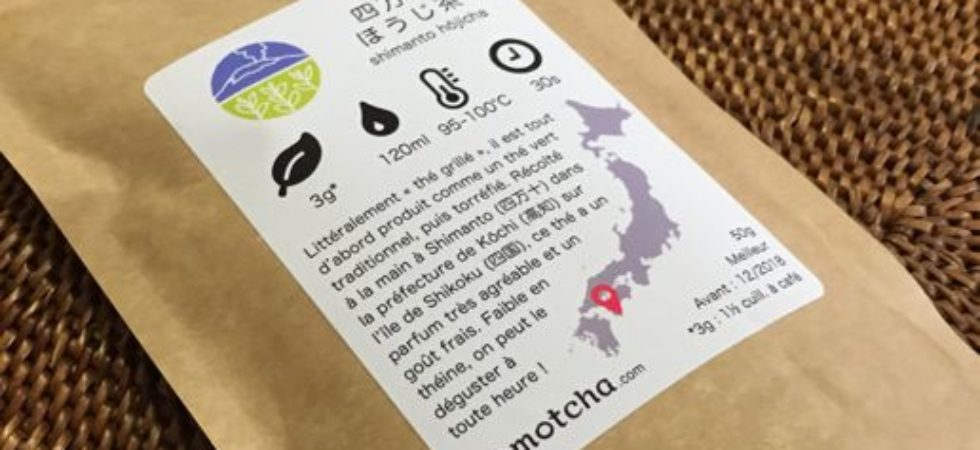 四万十
ほうじ茶
shimanto hōjicha
3g*
120ml
95-100°C
30s
Littéralement « thé grillé », il est tout
d'abord produit comme un thé vert
traditionnel, puis torréfié. Récolté
à la main à Shimanto (四万十) dans
la préfecture de Kōchi (高知) sur
l'île de Shikoku (四国), ce thé a un
parfum très agréable et un
goût frais. Faible en
théine, on peut le
déguster à
toute heure !
50g
Meilleur
Avant : 12/2018
*3g : 1½ cuill. à café
motcha.com